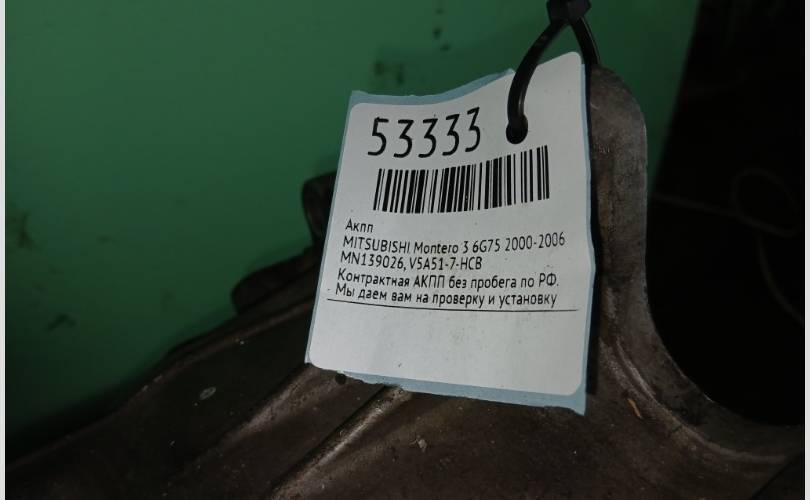 53333
Акпп
MITSUBISHI Montero 3 6G75 2000-2006
MN139026, V5A51-7-HCB
Контрактная АКПП без пробега по РФ.
Мы даем вам на проверку и установку